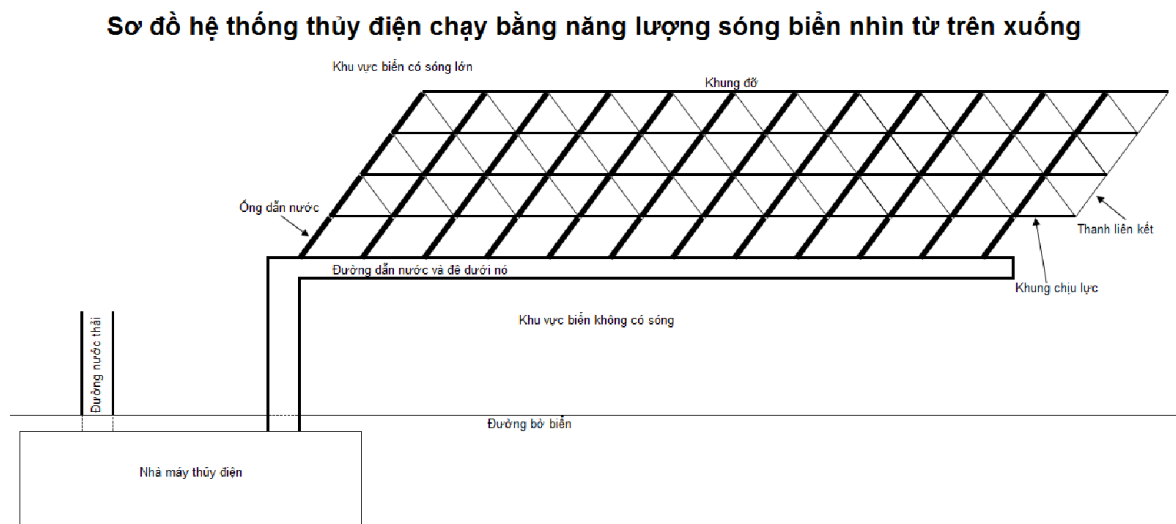 Sơ đồ hệ thống thủy điện chạy bằng năng lượng sóng biển nhìn từ trên xuống
Khu vực biển có sóng lớn
Khung đỡ
Ống dẫn nước
Thanh liên kết
Đường dẫn nước và đê dưới nó
Khung chịu lực
Khu vực biển không có sóng
Đường nước thải
Đường bờ biển
Nhà máy thủy điện